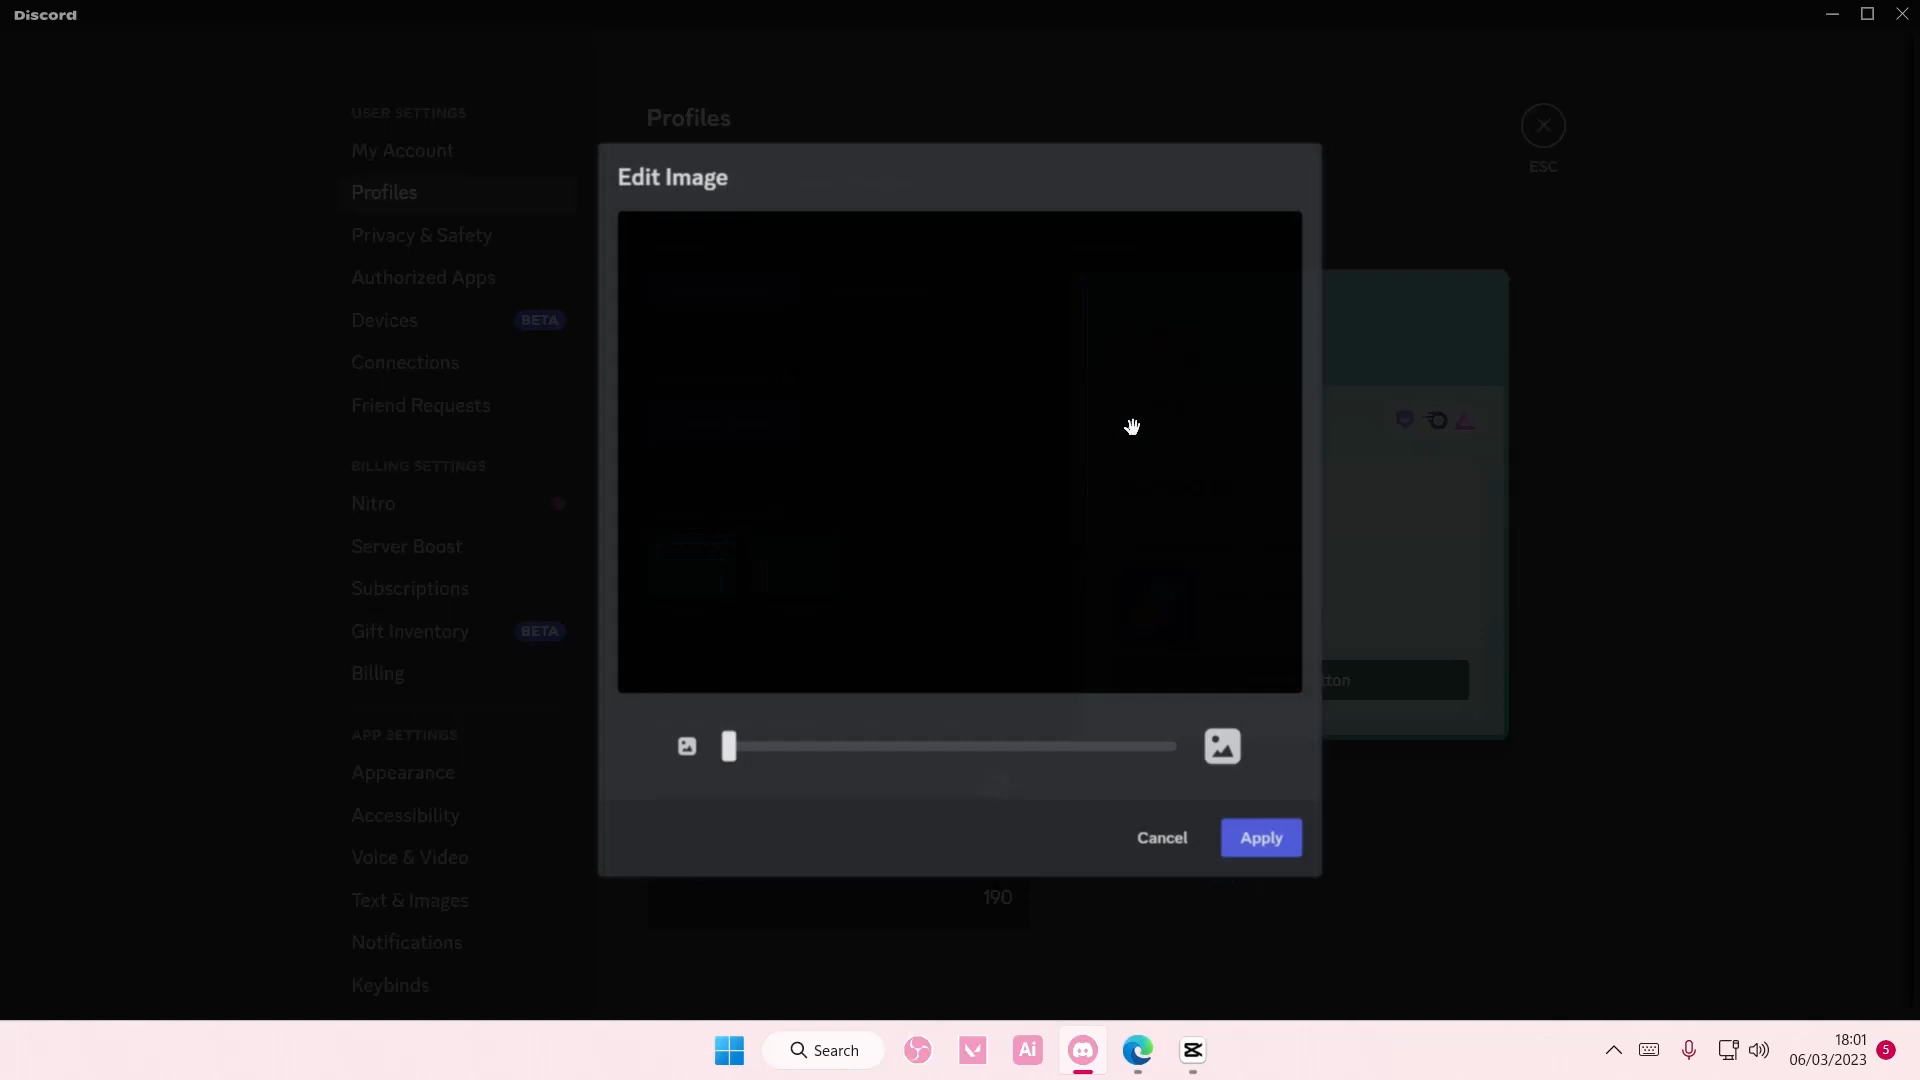 Discord
USER SETTINGS
My Account
Profiles
Privacy & Safety
Authorized Apps
Devices BETA
Connections
Friend Requests
BILLING SETTINGS
Nitro
Server Boost
Subscriptions
Gift Inventory BETA
Billing
APP SETTINGS
Appearance
Accessibility
Voice & Video
Text & Images
Notifications
Keybinds
Profiles
ESC
Edit Image
Cancel
Apply
190
Search
Ai
18:01
06/03/2023
5